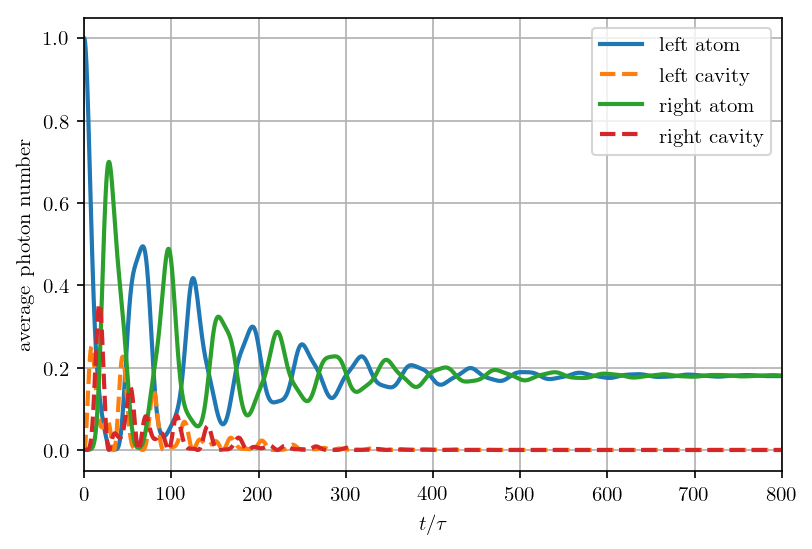 average photon number
1.0
0.8
0.6
0.4
0.2
0.0
left atom
left cavity
right atom
right cavity
0 100 200 300 400 500 600 700 800
t/τ